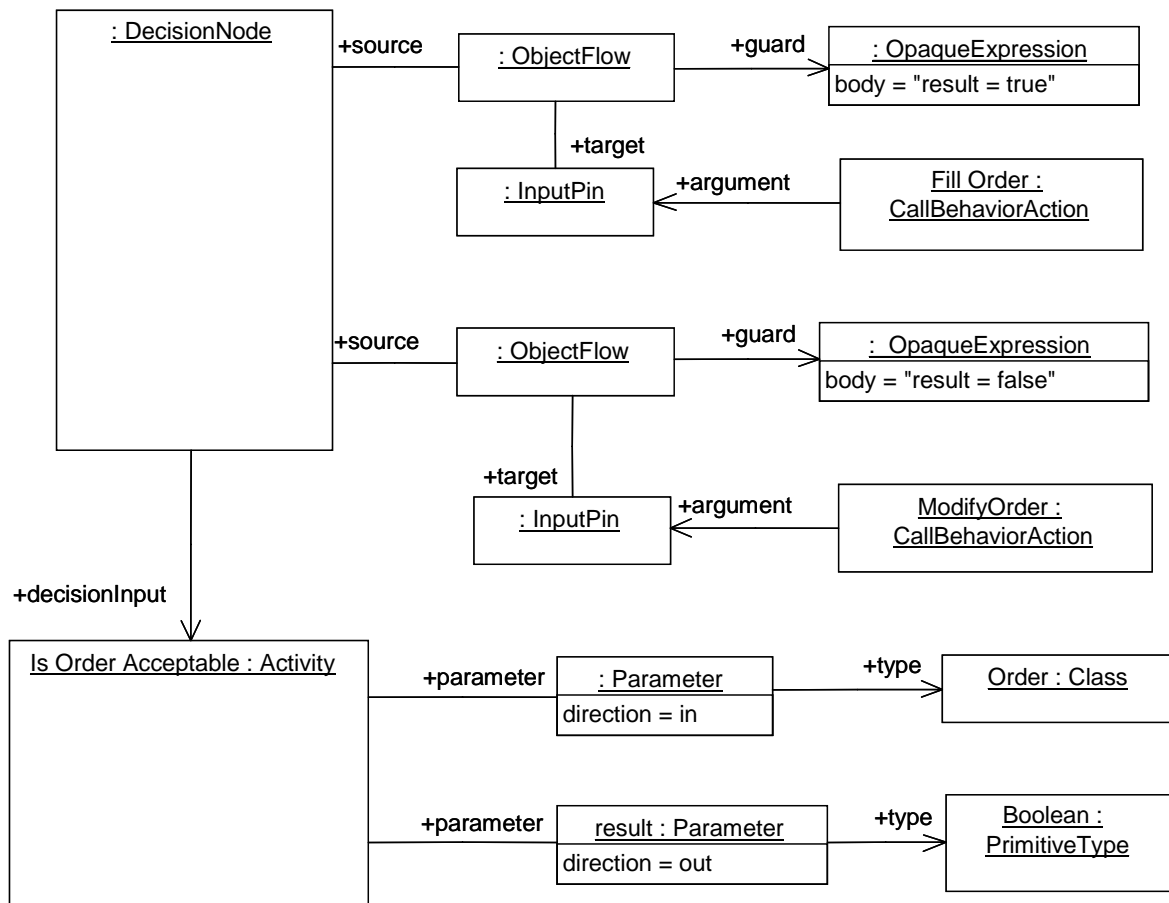 : DecisionNode
+source
: ObjectFlow
+guard
: OpaqueExpression
body = "result = true"
+target
: InputPin
+argument
Fill Order :
CallBehaviorAction
+source
: ObjectFlow
+guard
: OpaqueExpression
body = "result = false"
+target
: InputPin
+argument
ModifyOrder :
CallBehaviorAction
+decisionInput
Is Order Acceptable : Activity
+parameter
: Parameter
direction = in
+type
Order : Class
+parameter
result : Parameter
direction = out
+type
Boolean :
PrimitiveType